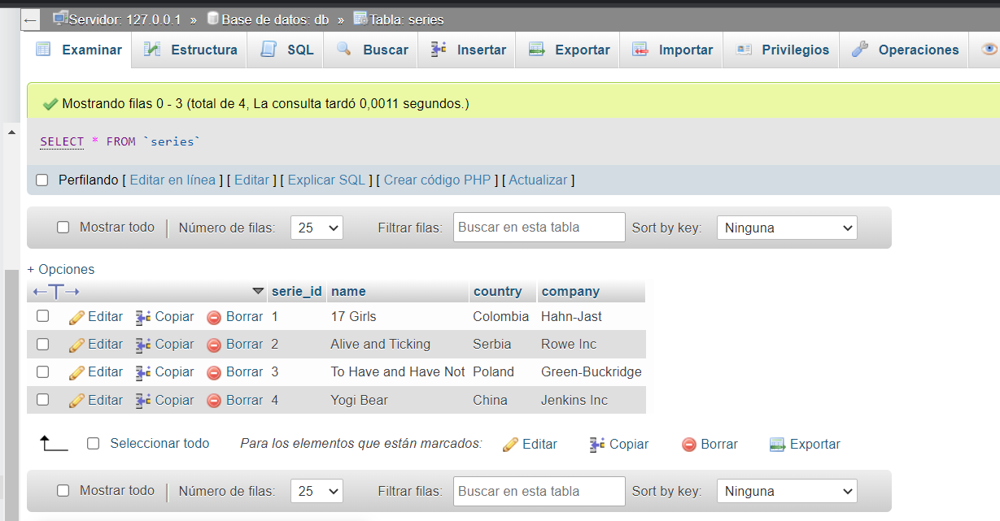 Servidor: 127.0.0.1 » Base de datos: db » Tabla: series
Examinar Estructura SQL Buscar Insertar Exportar Importar Privilegios Operaciones
Mostrando filas 0 - 3 (total de 4, La consulta tardó 0,0011 segundos.)
SELECT * FROM `series`
Perfilando [ Editar en línea ] [ Editar ] [ Explicar SQL ] [ Crear código PHP ] [ Actualizar ]
Mostrar todo Número de filas: 25 Filtrar filas: Buscar en esta tabla Sort by key: Ninguna
+ Opciones
serie_id name country company
Editar Copiar Borrar 1 17 Girls Colombia Hahn-Jast
Editar Copiar Borrar 2 Alive and Ticking Serbia Rowe Inc
Editar Copiar Borrar 3 To Have and Have Not Poland Green-Buckridge
Editar Copiar Borrar 4 Yogi Bear China Jenkins Inc
Seleccionar todo Para los elementos que están marcados: Editar Copiar Borrar Exportar
Mostrar todo Número de filas: 25 Filtrar filas: Buscar en esta tabla Sort by key: Ninguna